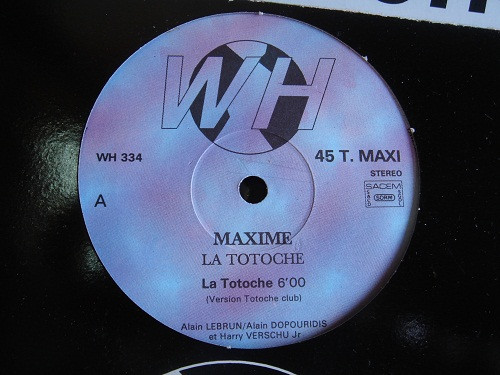 WH
WH 334
45 T. MAXI
STEREO
SACEM
SDRM
A
MAXIME
LA TOTOCHE
La Totoche 6'00
(Version Totoche club)
Alain LEBRUN/Alain DOPOURIDIS
et Harry VERSCHU Jr